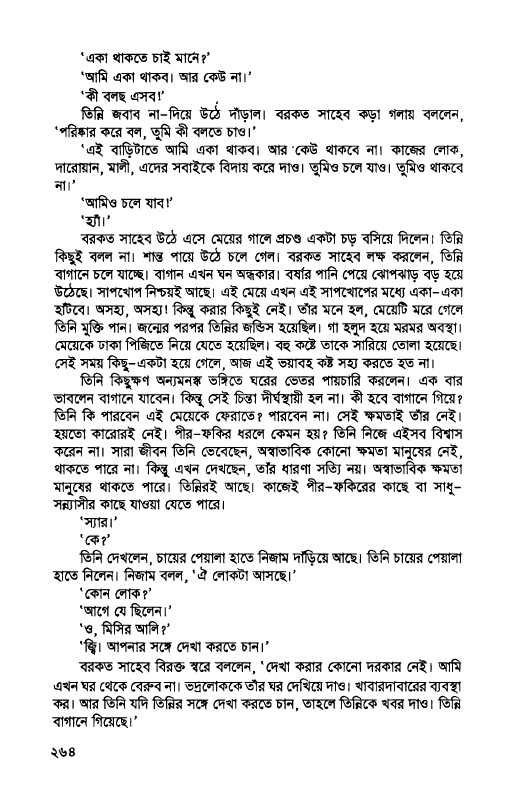 ‘একা থাকতে চাই মানে?’
‘আমি একা থাকব। আর কেউ না।’
‘কী বলছ এসব!’
তিন্নি জবাব না-দিয়ে উঠে দাঁড়াল। বরকত সাহেব কড়া গলায় বললেন,
‘পরিষ্কার করে বল, তুমি কী বলতে চাও।’
‘এই বাড়িটাতে আমি একা থাকব। আর কেউ থাকবে না। কাজের লোক,
দারোয়ান, মালী, এদের সবাইকে বিদায় করে দাও। তুমিও চলে যাও। তুমিও থাকবে
না।’
‘আমিও চলে যাব!’
‘হ্যাঁ।’
বরকত সাহেব উঠে এসে মেয়ের গালে প্রচণ্ড একটা চড় বসিয়ে দিলেন। তিন্নি
কিছুই বলল না। শান্ত পায়ে উঠে চলে গেল। বরকত সাহেব লক্ষ করলেন, তিন্নি
বাগানে চলে যাচ্ছে। বাগান এখন ঘন অন্ধকার। বর্ষার পানি পেয়ে ঝোপঝাড় বড় হয়ে
উঠেছে। সাপখোপ নিশ্চয়ই আছে। এই মেয়ে এখন এই সাপখোপের মধ্যে একা-একা
হাঁটবে। অসহ্য, অসহ্য! কিন্তু করার কিছুই নেই। তাঁর মনে হল, মেয়েটি মরে গেলে
তিনি মুক্তি পান। জন্মের পরপর তিন্নির জন্ডিস হয়েছিল। গা হলুদ হয়ে মরমর অবস্থা।
মেয়েকে ঢাকা পিজিতে নিয়ে যেতে হয়েছিল। বহু কষ্টে তাকে সারিয়ে তোলা হয়েছে।
সেই সময় কিছু-একটা হয়ে গেলে, আজ এই ভয়াবহ কষ্ট সহ্য করতে হত না।
তিনি কিছুক্ষণ অন্যমনস্ক ভঙ্গিতে ঘরের ভেতর পায়চারি করলেন। এক বার
ভাবলেন বাগানে যাবেন। কিন্তু সেই চিন্তা দীর্ঘস্থায়ী হল না। কী হবে বাগানে গিয়ে?
তিনি কি পারবেন এই মেয়েকে ফেরাতে? পারবেন না। সেই ক্ষমতাই তাঁর নেই।
হয়তো কারোরই নেই। পীর-ফকির ধরলে কেমন হয়? তিনি নিজে এইসব বিশ্বাস
করেন না। সারা জীবন তিনি ভেবেছেন, অস্বাভাবিক কোনো ক্ষমতা মানুষের নেই,
থাকতে পারে না। কিন্তু এখন দেখছেন, তাঁর ধারণা সত্যি নয়। অস্বাভাবিক ক্ষমতা
মানুষের থাকতে পারে। তিন্নিরই আছে। কাজেই পীর-ফকিরের কাছে বা সাধু-
সন্ন্যাসীর কাছে যাওয়া যেতে পারে।
‘স্যার।’
‘কে?’
তিনি দেখলেন, চায়ের পেয়ালা হাতে নিজাম দাঁড়িয়ে আছে। তিনি চায়ের পেয়ালা
হাতে নিলেন। নিজাম বলল, ‘ঐ লোকটা আসছে।’
‘কোন লোক?’
‘আগে যে ছিলেন।’
‘ও, মিসির আলি?’
‘জ্বি। আপনার সঙ্গে দেখা করতে চান।’
বরকত সাহেব বিরক্ত স্বরে বললেন, ‘দেখা করার কোনো দরকার নেই। আমি
এখন ঘর থেকে বেরুব না। ভদ্রলোককে তাঁর ঘর দেখিয়ে দাও। খাবারদাবারের ব্যবস্থা
কর। আর তিনি যদি তিন্নির সঙ্গে দেখা করতে চান, তাহলে তিন্নিকে খবর দাও। তিন্নি
বাগানে গিয়েছে।’
২৬৪